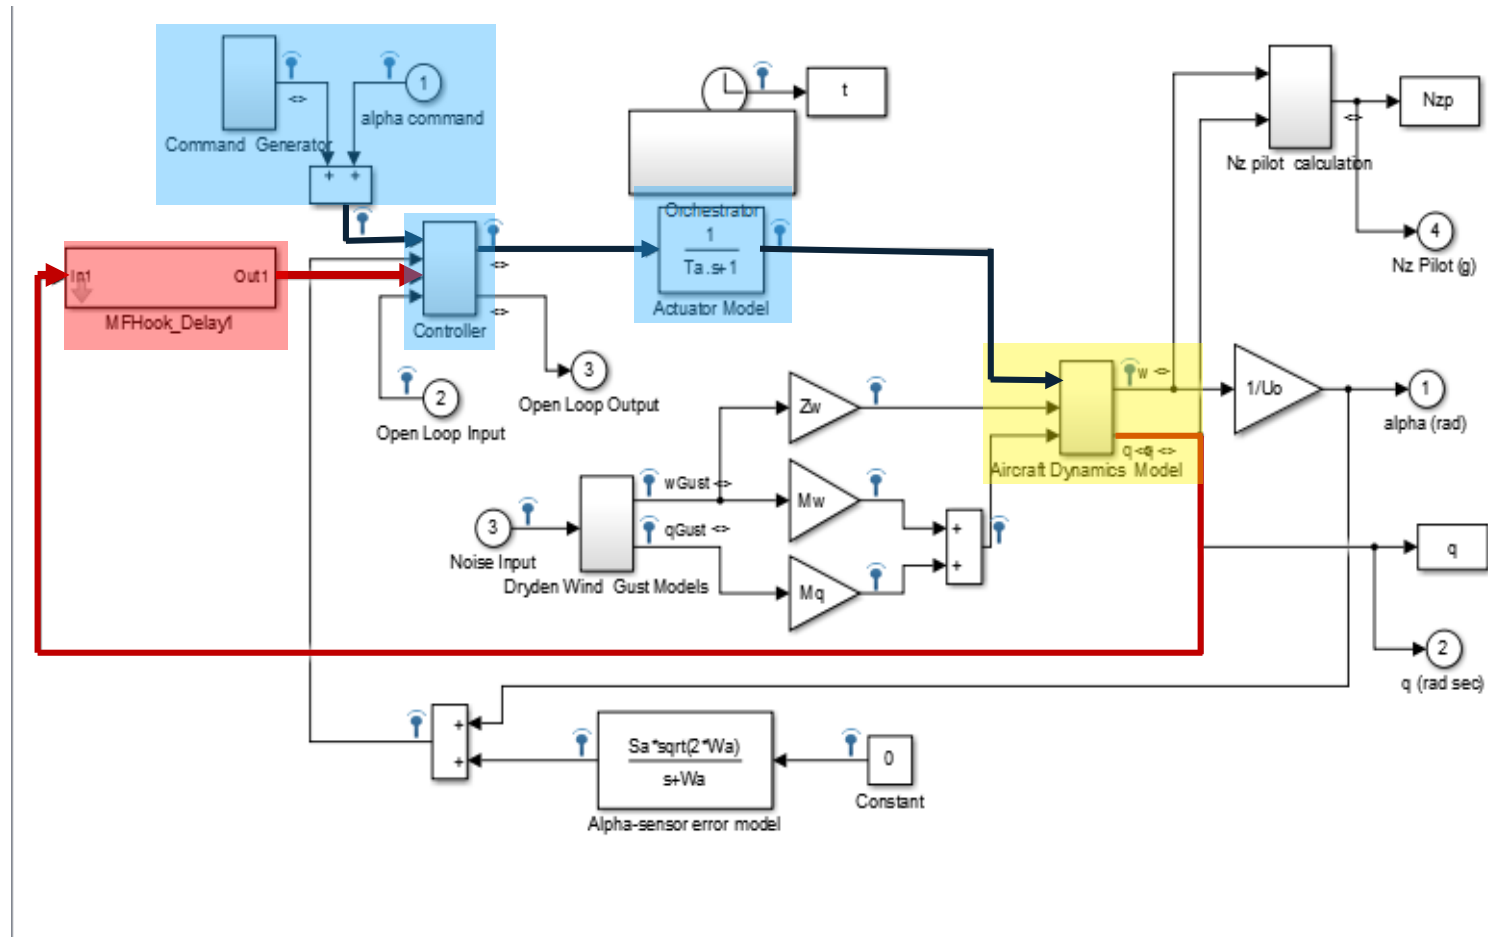 Command Generator
<>
1
alpha command
+ +
t
Orchestrator
1
Ta.s+1
Actuator Model
Nz pilot calculation
<>
Nzp
4
Nz Pilot (g)
In1
Out1
MFHook_Delay1
<>
<>
Controller
3
Open Loop Output
2
Open Loop Input
Zw
Mw
Mq
w <>
q <>
Aircraft Dynamics Model
1/Uo
1
alpha (rad)
wGust <>
qGust <>
3
Noise Input
Dryden Wind Gust Models
+
+
q
2
q (rad sec)
+
+
Sa*sqrt(2*Wa)
s+Wa
Alpha-sensor error model
0
Constant